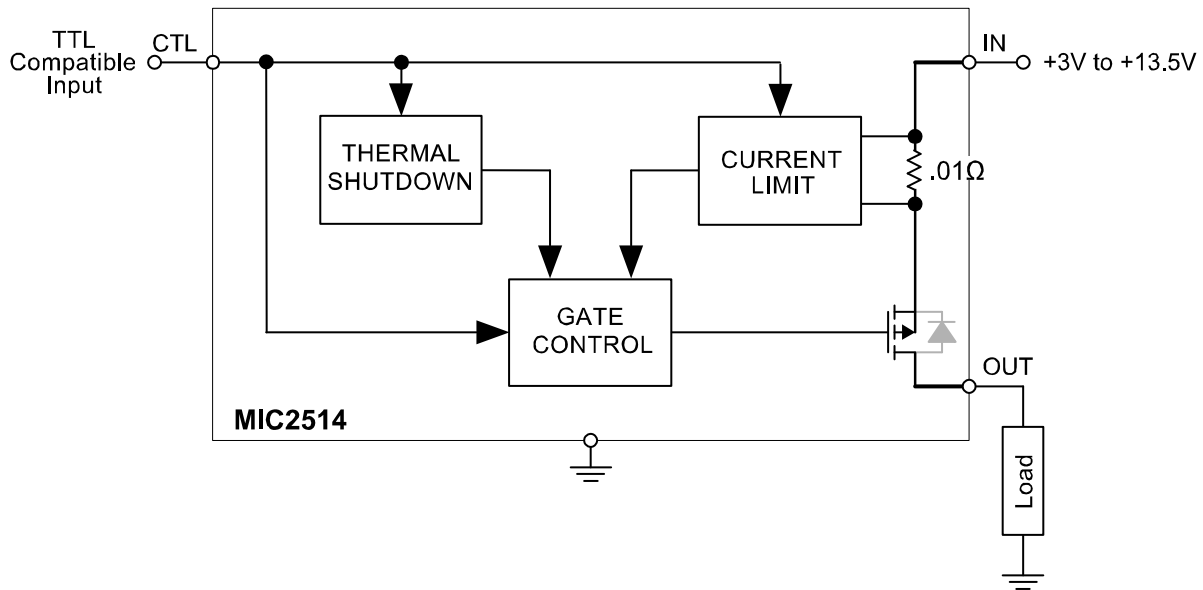 TTL
Compatible
Input
CTL
IN
+3V to +13.5V
THERMAL
SHUTDOWN
CURRENT
LIMIT
.01Ω
GATE
CONTROL
OUT
MIC2514
Load